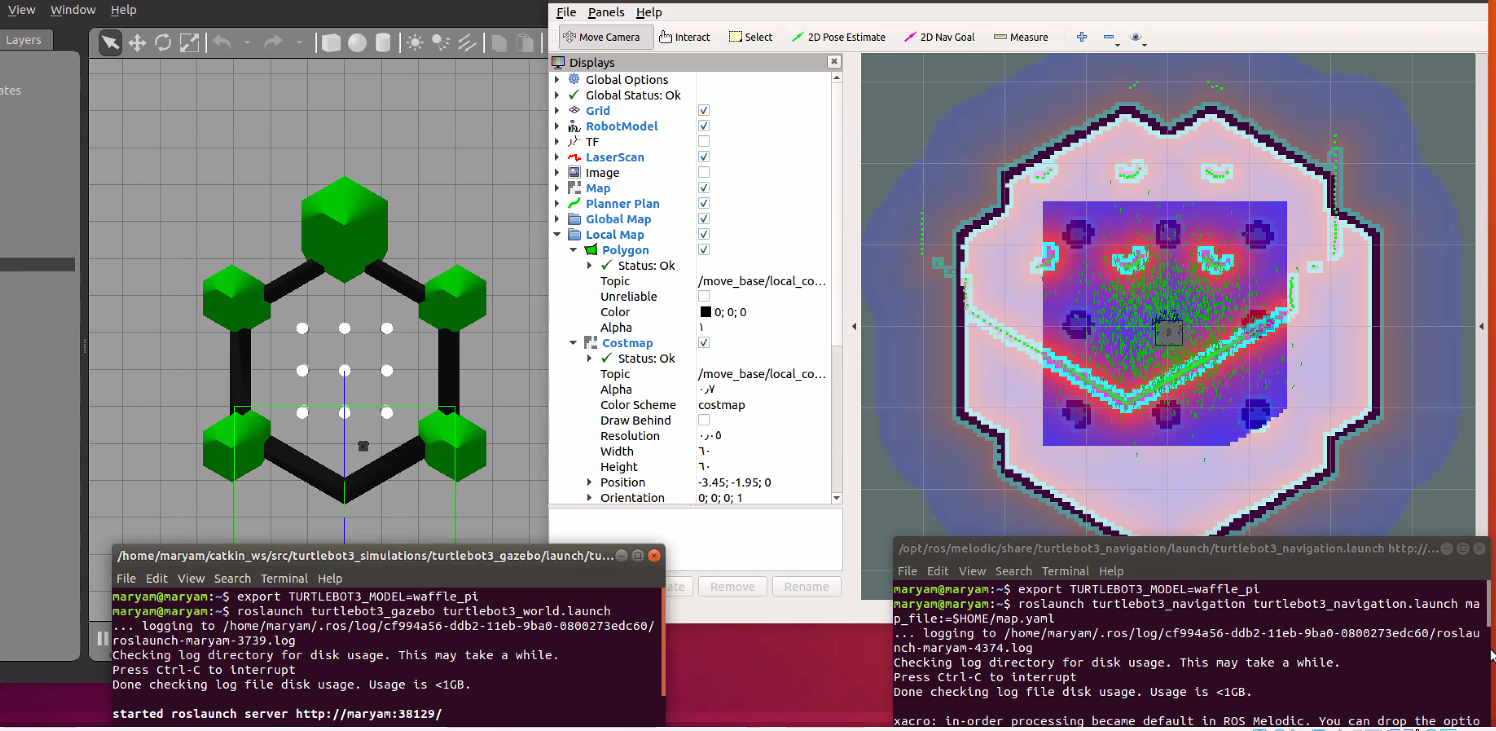 View Window Help
Layers
ates
File Panels Help
Move Camera Interact Select 2D Pose Estimate 2D Nav Goal Measure
Displays
Global Options
Global Status: Ok
Grid
RobotModel
TF
LaserScan
Image
Map
Planner Plan
Global Map
Local Map
Polygon
Status: Ok
Topic /move_base/local_co...
Unreliable
Color 0; 0; 0
Alpha ۱
Costmap
Status: Ok
Topic /move_base/local_co...
Alpha ۰٫۷
Color Scheme costmap
Draw Behind
Resolution ۰٫۰۵
Width ٦۰
Height ٦۰
Position -3.45; -1.95; 0
Orientation 0; 0; 0; 1
ate Remove Rename
/home/maryam/catkin_ws/src/turtlebot3_simulations/turtlebot3_gazebo/launch/tu...
File Edit View Search Terminal Help
maryam@maryam:~$ export TURTLEBOT3_MODEL=waffle_pi
maryam@maryam:~$ roslaunch turtlebot3_gazebo turtlebot3_world.launch
... logging to /home/maryam/.ros/log/cf994a56-ddb2-11eb-9ba0-0800273edc60/
roslaunch-maryam-3739.log
Checking log directory for disk usage. This may take a while.
Press Ctrl-C to interrupt
Done checking log file disk usage. Usage is <1GB.
started roslaunch server http://maryam:38129/
/opt/ros/melodic/share/turtlebot3_navigation/launch/turtlebot3_navigation.launch http://...
File Edit View Search Terminal Help
maryam@maryam:~$ export TURTLEBOT3_MODEL=waffle_pi
maryam@maryam:~$ roslaunch turtlebot3_navigation turtlebot3_navigation.launch ma
p_file:=$HOME/map.yaml
... logging to /home/maryam/.ros/log/cf994a56-ddb2-11eb-9ba0-0800273edc60/roslau
nch-maryam-4374.log
Checking log directory for disk usage. This may take a while.
Press Ctrl-C to interrupt
Done checking log file disk usage. Usage is <1GB.
xacro: in-order processing became default in ROS Melodic. You can drop the optio